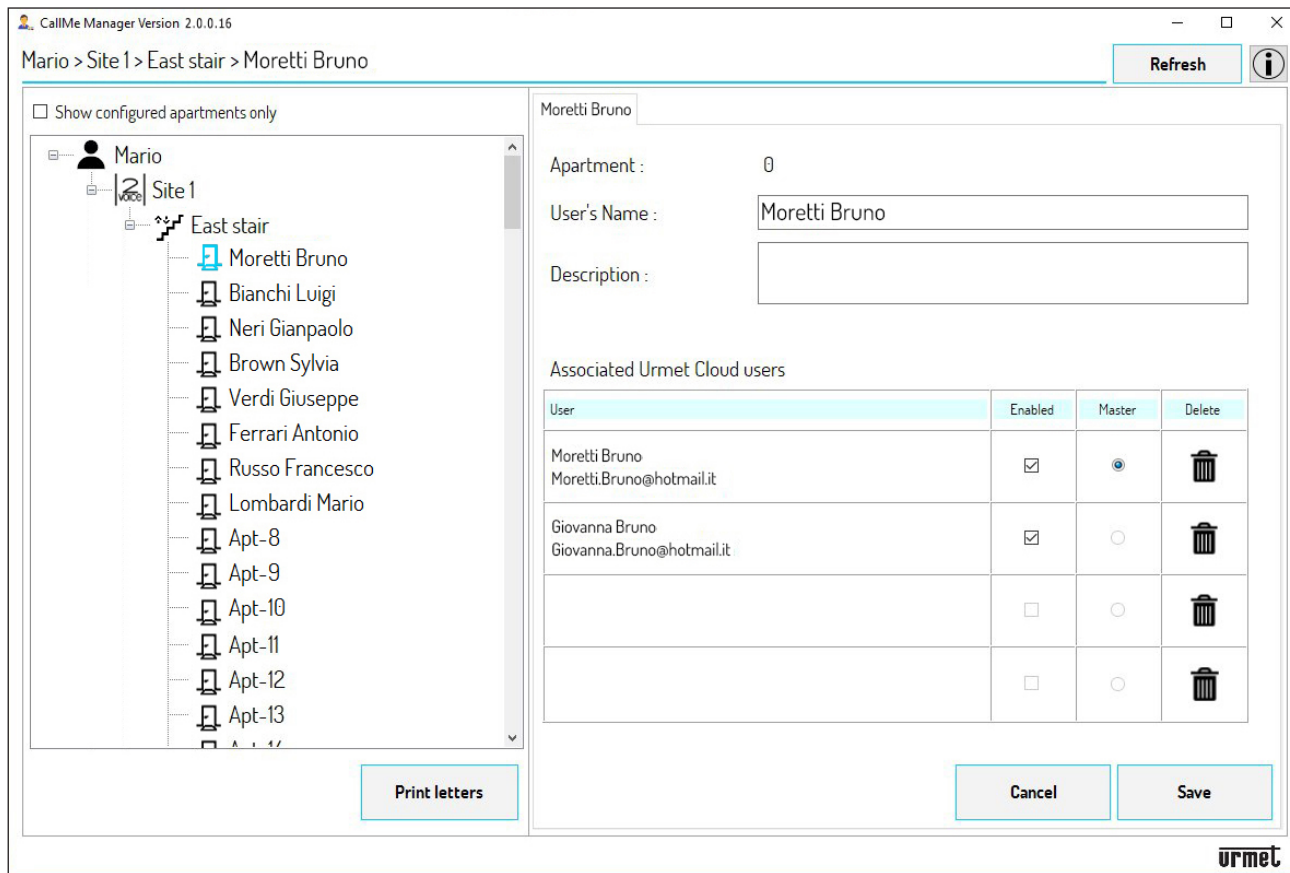 CallMe Manager Version 2.0.0.16
Mario > Site 1 > East stair > Moretti Bruno
Refresh
Show configured apartments only
Mario
2 VOICE Site 1
East stair
Moretti Bruno
Bianchi Luigi
Neri Gianpaolo
Brown Sylvia
Verdi Giuseppe
Ferrari Antonio
Russo Francesco
Lombardi Mario
Apt-8
Apt-9
Apt-10
Apt-11
Apt-12
Apt-13
Print letters
Moretti Bruno
Apartment : 0
User's Name : Moretti Bruno
Description :
Associated Urmet Cloud users
User Enabled Master Delete
Moretti Bruno
Moretti.Bruno@hotmail.it
Giovanna Bruno
Giovanna.Bruno@hotmail.it
Cancel Save
urmet